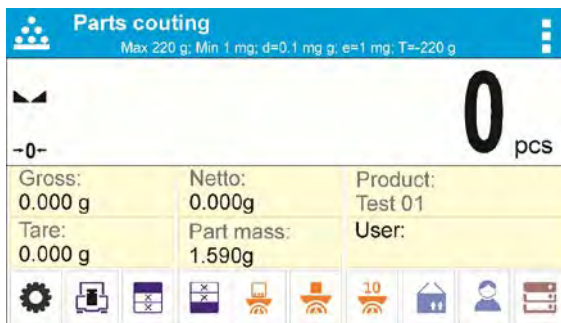 Parts couting
Max 220 g; Min 1 mg; d=0.1 mg g; e=1 mg; T=-220 g
0 pcs
→0←
Gross: Netto: Product:
0.000 g 0.000g Test 01
Tare: Part mass: User:
0.000 g 1.590g
10